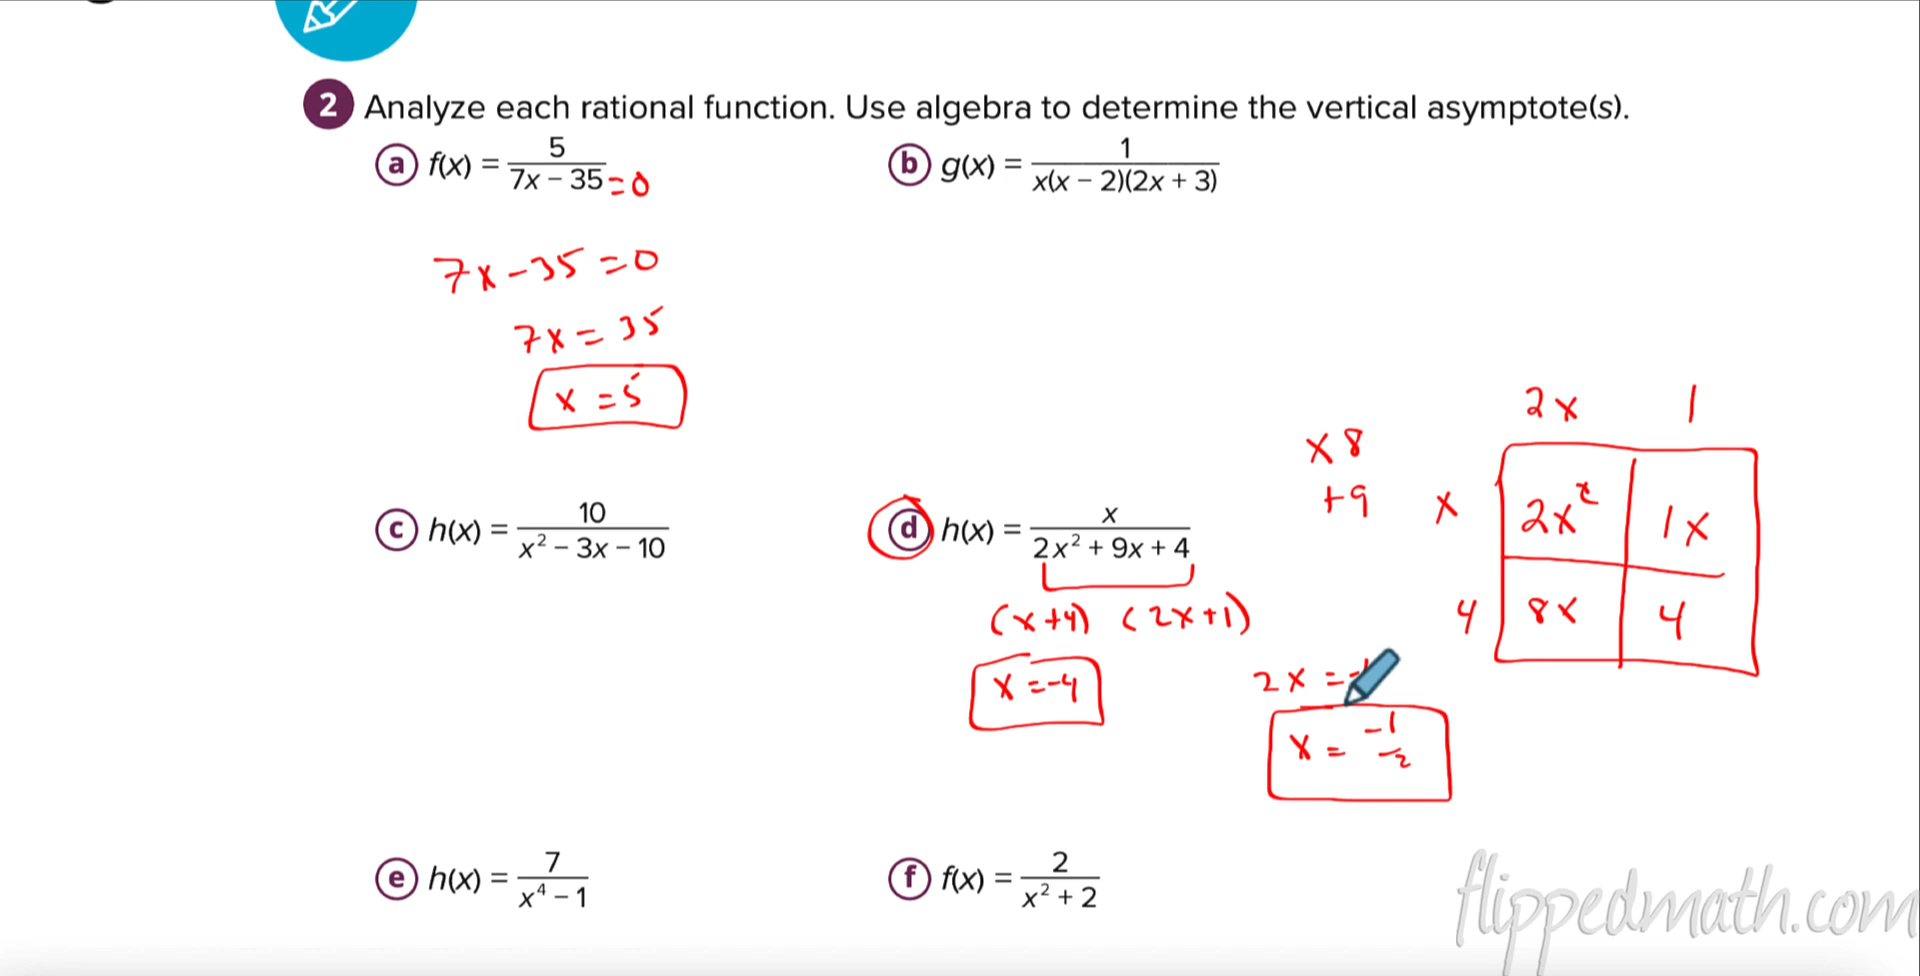 2 Analyze each rational function. Use algebra to determine the vertical asymptote(s).
a f(x) = 5 / (7x − 35) = 0
7x − 35 = 0
7x = 35
x = 5
b g(x) = 1 / x(x − 2)(2x + 3)
c h(x) = 10 / (x² − 3x − 10)
d h(x) = x / (2x² + 9x + 4)
(x+4) (2x+1)
x = −4
2x =
x = −1/2
x 8
+9
2x 1
x 2x² 1x
4 8x 4
e h(x) = 7 / (x⁴ − 1)
f f(x) = 2 / (x² + 2)
flippedmath.com